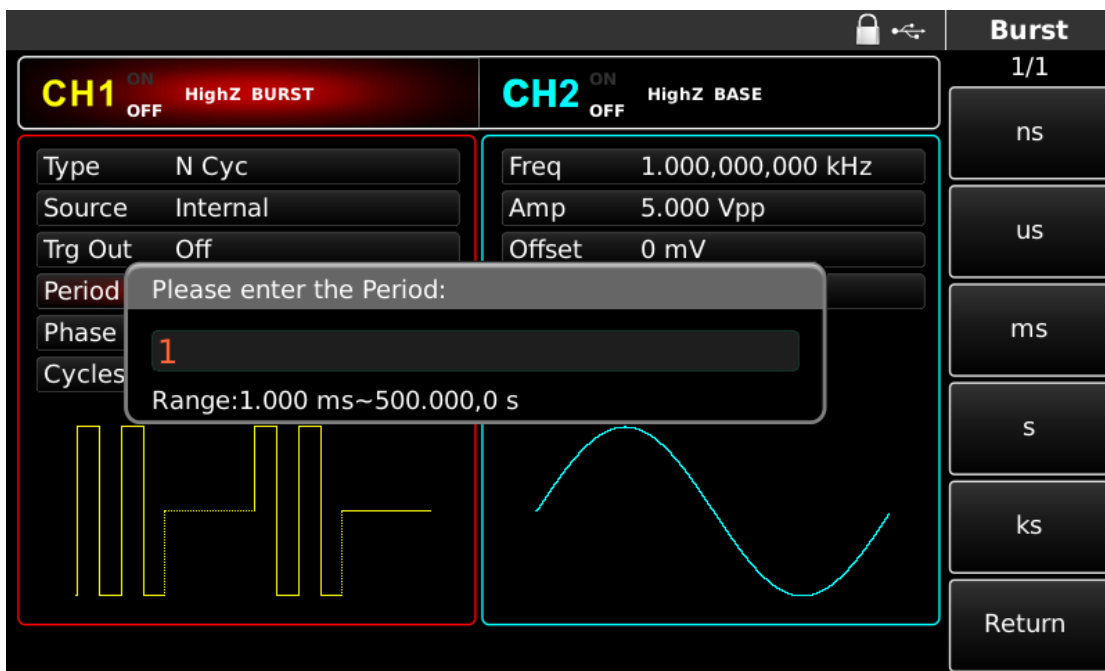 Burst
1/1
CH1 ON OFF HighZ BURST
CH2 ON OFF HighZ BASE
Type N Cyc
Source Internal
Trg Out Off
Period
Phase
Cycles
Freq 1.000,000,000 kHz
Amp 5.000 Vpp
Offset 0 mV
Please enter the Period:
1
Range:1.000 ms~500.000,0 s
ns
us
ms
s
ks
Return